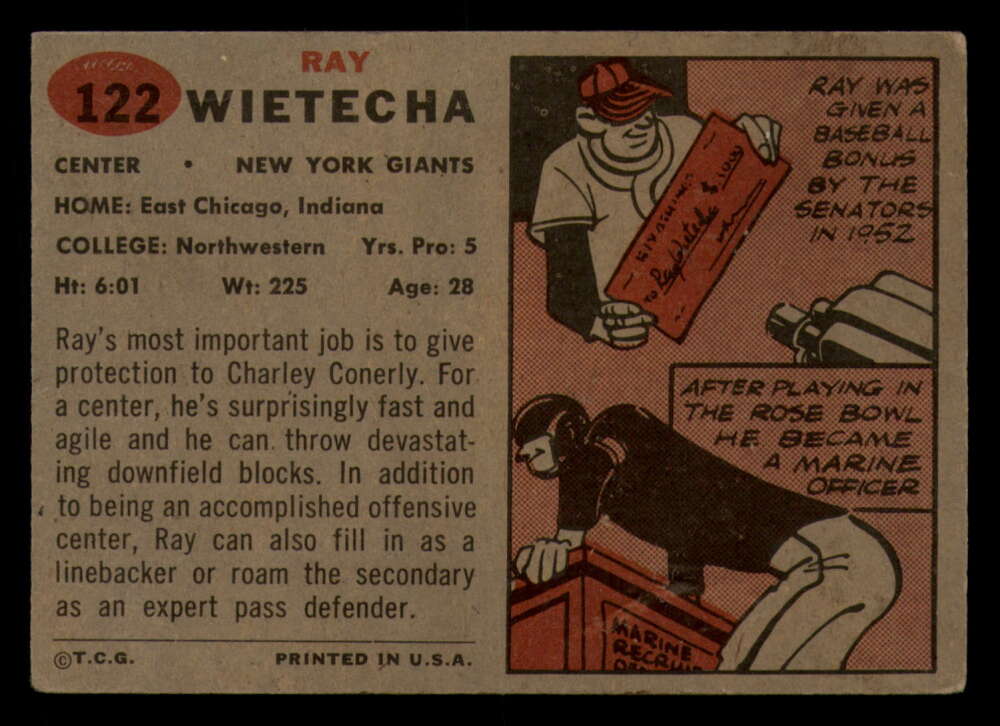 122
RAY
WIETECHA
CENTER • NEW YORK GIANTS
HOME: East Chicago, Indiana
COLLEGE: Northwestern Yrs. Pro: 5
Ht: 6:01 Wt: 225 Age: 28
Ray's most important job is to give
protection to Charley Conerly. For
a center, he's surprisingly fast and
agile and he can throw devastat-
ing downfield blocks. In addition
to being an accomplished offensive
center, Ray can also fill in as a
linebacker or roam the secondary
as an expert pass defender.
©T.C.G. PRINTED IN U.S.A.
RAY WAS
GIVEN A
BASEBALL
BONUS
BY THE
SENATORS
IN 1952
TO Ray Wietecha $1000
AFTER PLAYING IN
THE ROSE BOWL
HE BECAME
A MARINE
OFFICER
MARINE
RECRUI